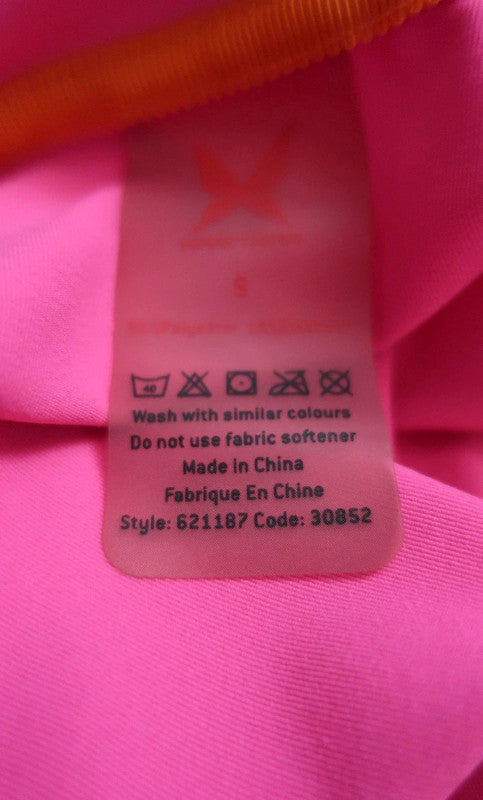 S
40
Wash with similar colours
Do not use fabric softener
Made in China
Fabrique En Chine
Style: 621187 Code: 30852